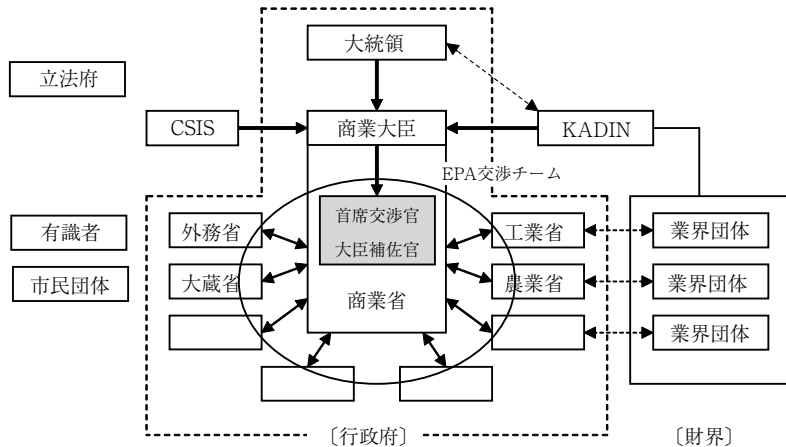 大統領
立法府
CSIS
商業大臣
KADIN
EPA交渉チーム
有識者
外務省
首席交渉官
大臣補佐官
工業省
業界団体
市民団体
大蔵省
商業省
農業省
業界団体
業界団体
〔行政府〕
〔財界〕